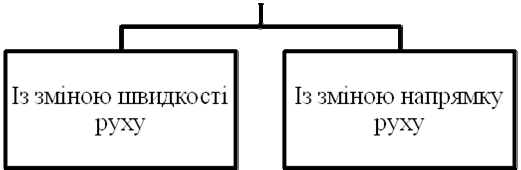 Із зміною швидкості
руху
Із зміною напрямку
руху